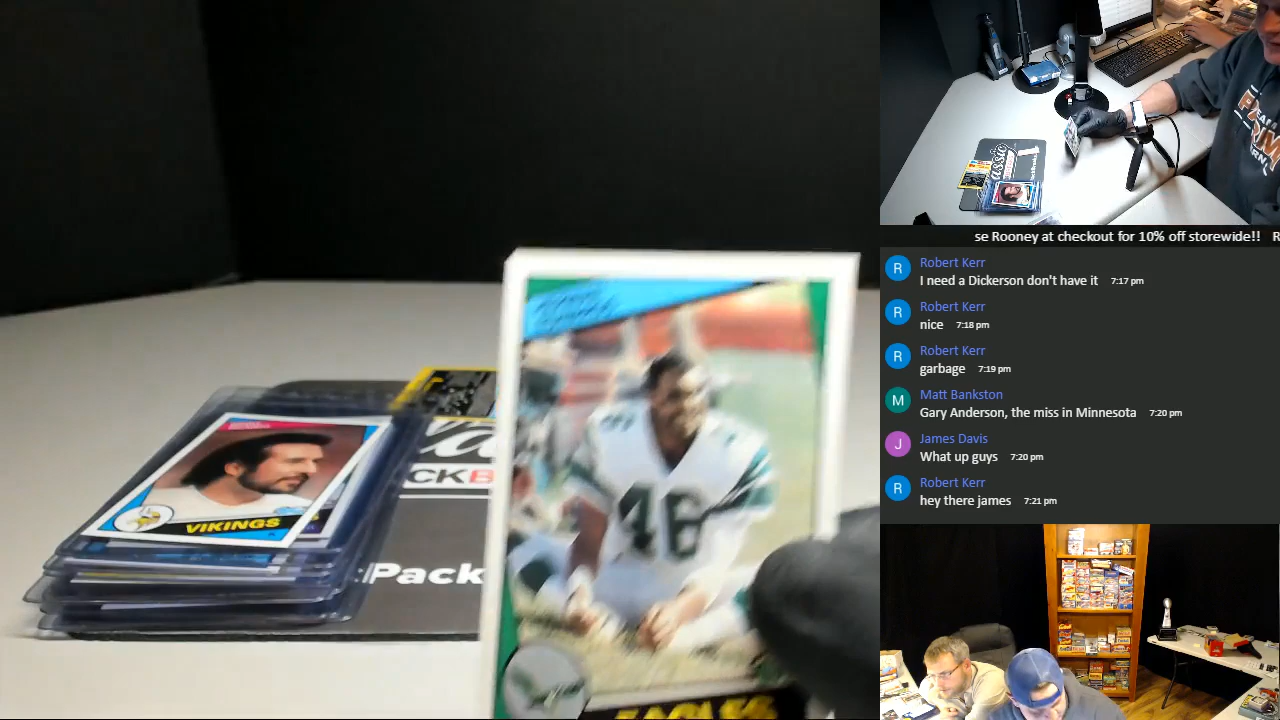 VIKINGS
Pack
46
EAGLES
se Rooney at checkout for 10% off storewide!! R
R Robert Kerr
I need a Dickerson don't have it 7:17 pm
R Robert Kerr
nice 7:18 pm
R Robert Kerr
garbage 7:19 pm
M Matt Bankston
Gary Anderson, the miss in Minnesota 7:20 pm
J James Davis
What up guys 7:20 pm
R Robert Kerr
hey there james 7:21 pm